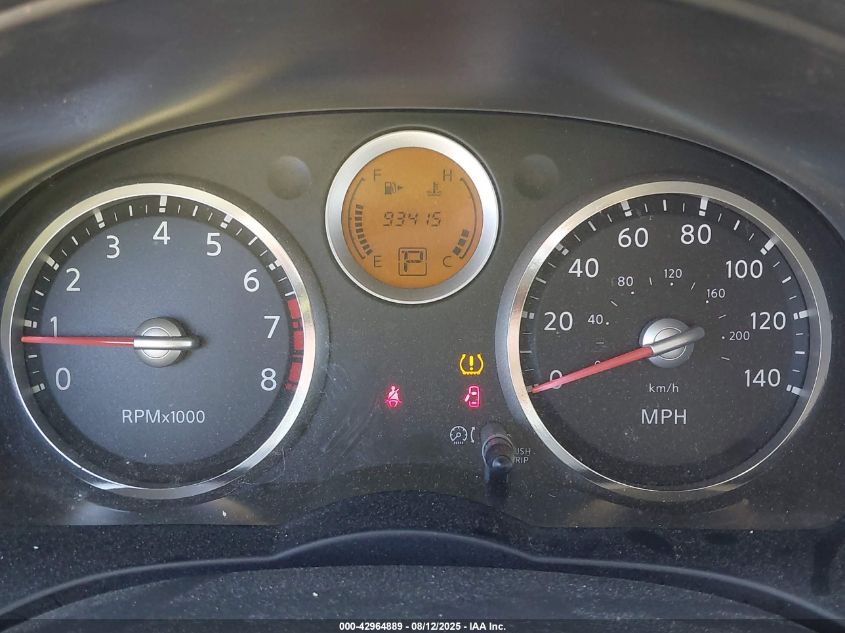 F H
93415
E P C
0 1 2 3 4 5 6 7 8
RPMx1000
0 20 40 60 80 100 120 140
40 80 120 160 200
km/h
MPH
000-42964889 - 08/12/2025 - IAA Inc.